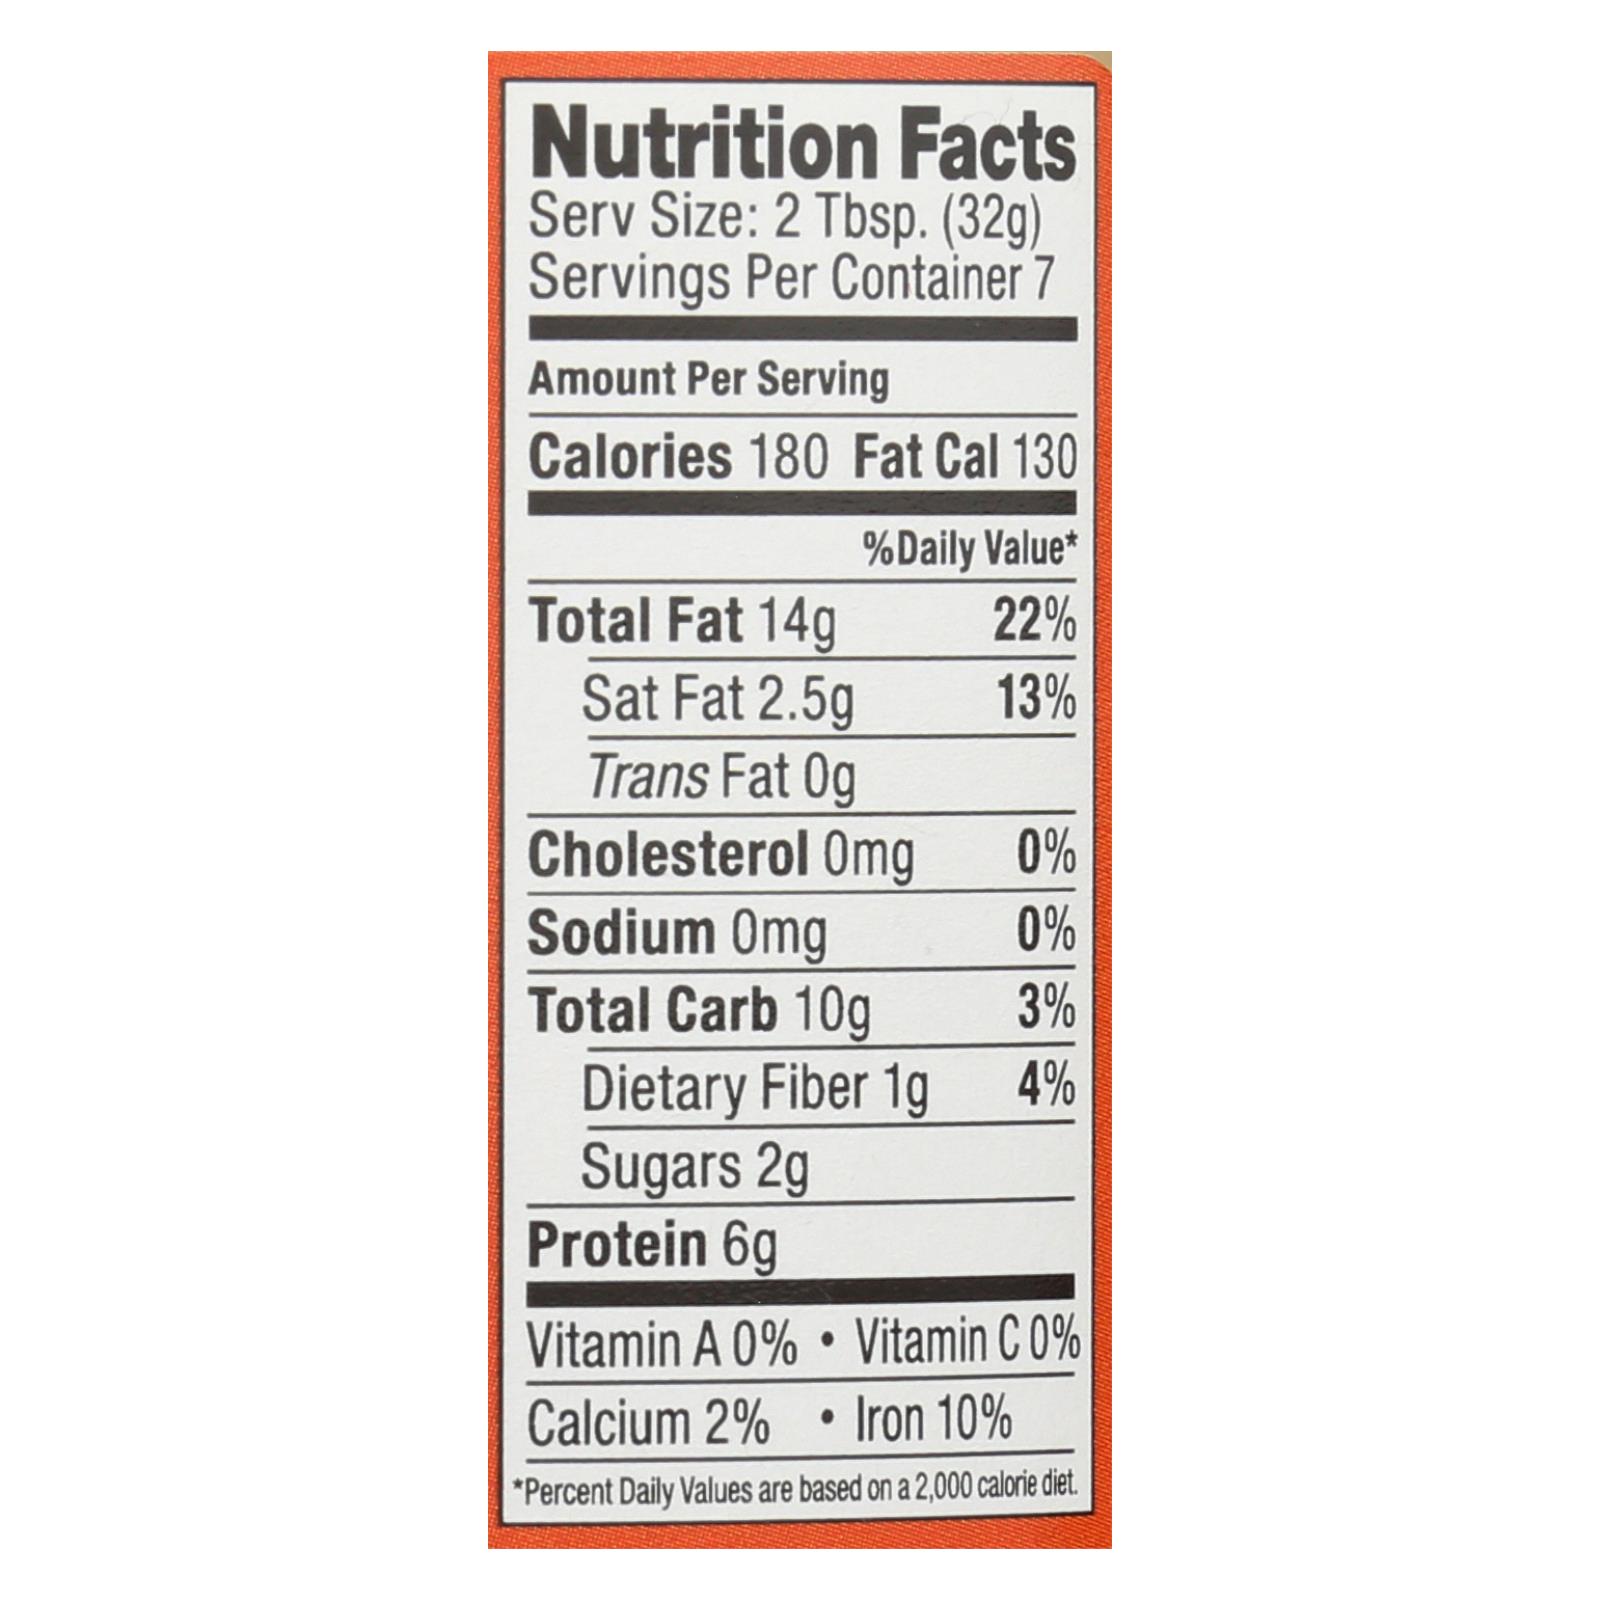 Nutrition Facts
Serv Size: 2 Tbsp. (32g)
Servings Per Container 7
Amount Per Serving
Calories 180 Fat Cal 130
%Daily Value*
Total Fat 14g 22%
Sat Fat 2.5g 13%
Trans Fat 0g
Cholesterol 0mg 0%
Sodium 0mg 0%
Total Carb 10g 3%
Dietary Fiber 1g 4%
Sugars 2g
Protein 6g
Vitamin A 0% • Vitamin C 0%
Calcium 2% • Iron 10%
*Percent Daily Values are based on a 2,000 calorie diet.